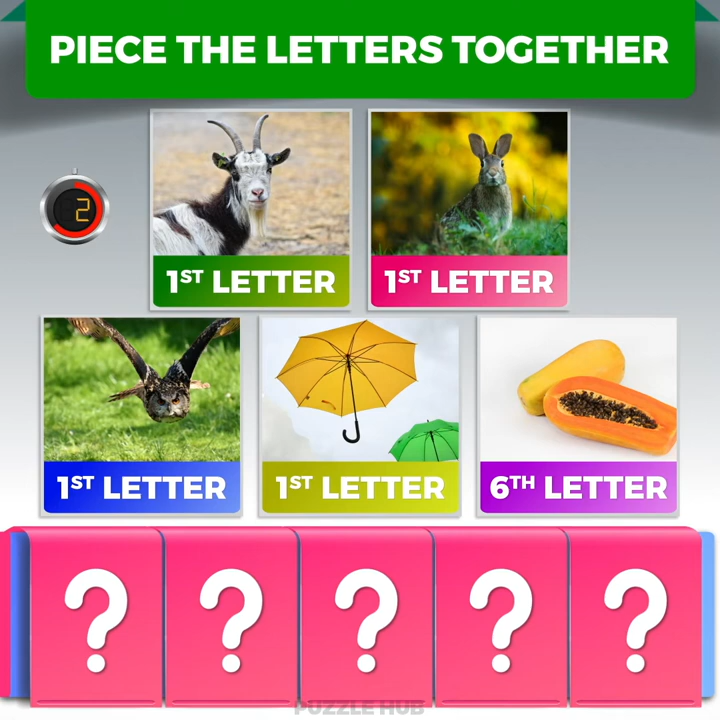 PIECE THE LETTERS TOGETHER
2
1ST LETTER
1ST LETTER
1ST LETTER
1ST LETTER
6TH LETTER
? ? ? ? ?
PUZZLE HUB